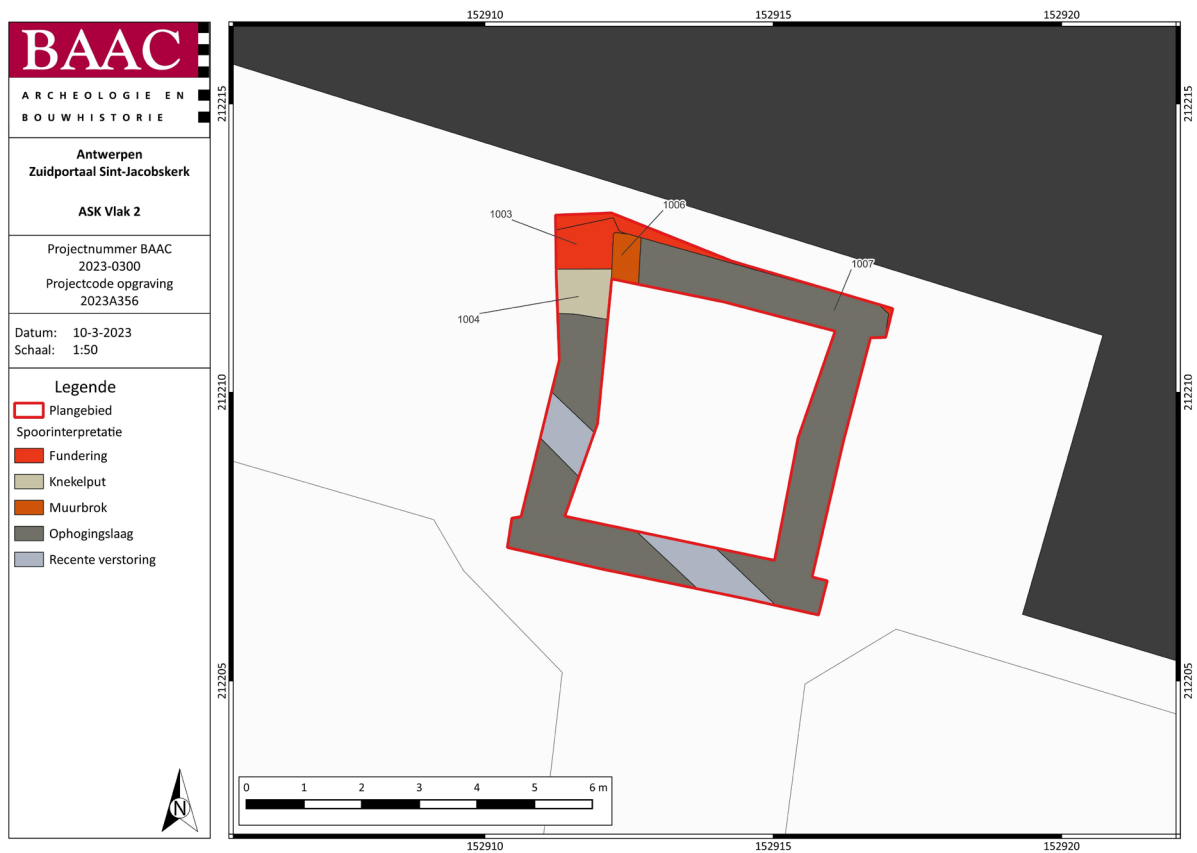 BAAC
ARCHEOLOGIE EN
BOUWHISTORIE
Antwerpen
Zuidportaal Sint-Jacobskerk
ASK Vlak 2
Projectnummer BAAC
2023-0300
Projectcode opgraving
2023A356
Datum: 10-3-2023
Schaal: 1:50
Legende
Plangebied
Spoorinterpretatie
Fundering
Knekelput
Muurbrok
Ophogingslaag
Recente verstoring
N
152910 152915 152920
212215 212215
1003
1006
1007
1004
212210 212210
212205 212205
0 1 2 3 4 5 6 m
152910 152915 152920